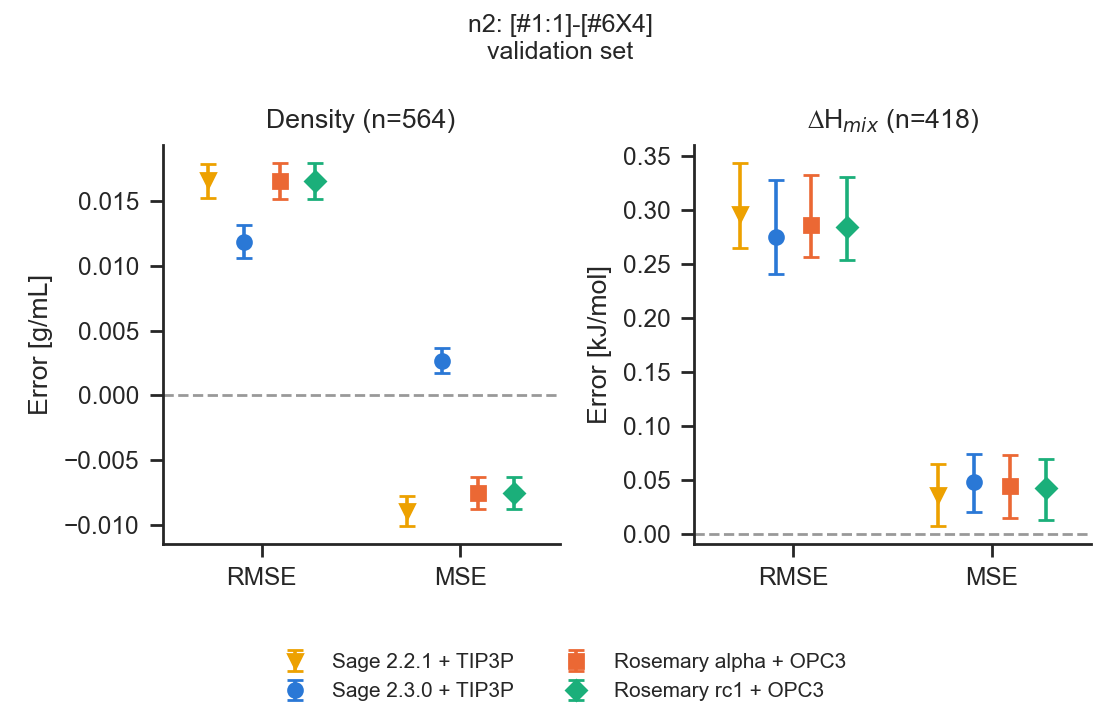 n2: [#1:1]-[#6X4]
validation set
Density (n=564)
Error [g/mL]
0.015
0.010
0.005
0.000
−0.005
−0.010
RMSE
MSE
ΔHmix (n=418)
Error [kJ/mol]
0.35
0.30
0.25
0.20
0.15
0.10
0.05
0.00
RMSE
MSE
Sage 2.2.1 + TIP3P
Sage 2.3.0 + TIP3P
Rosemary alpha + OPC3
Rosemary rc1 + OPC3